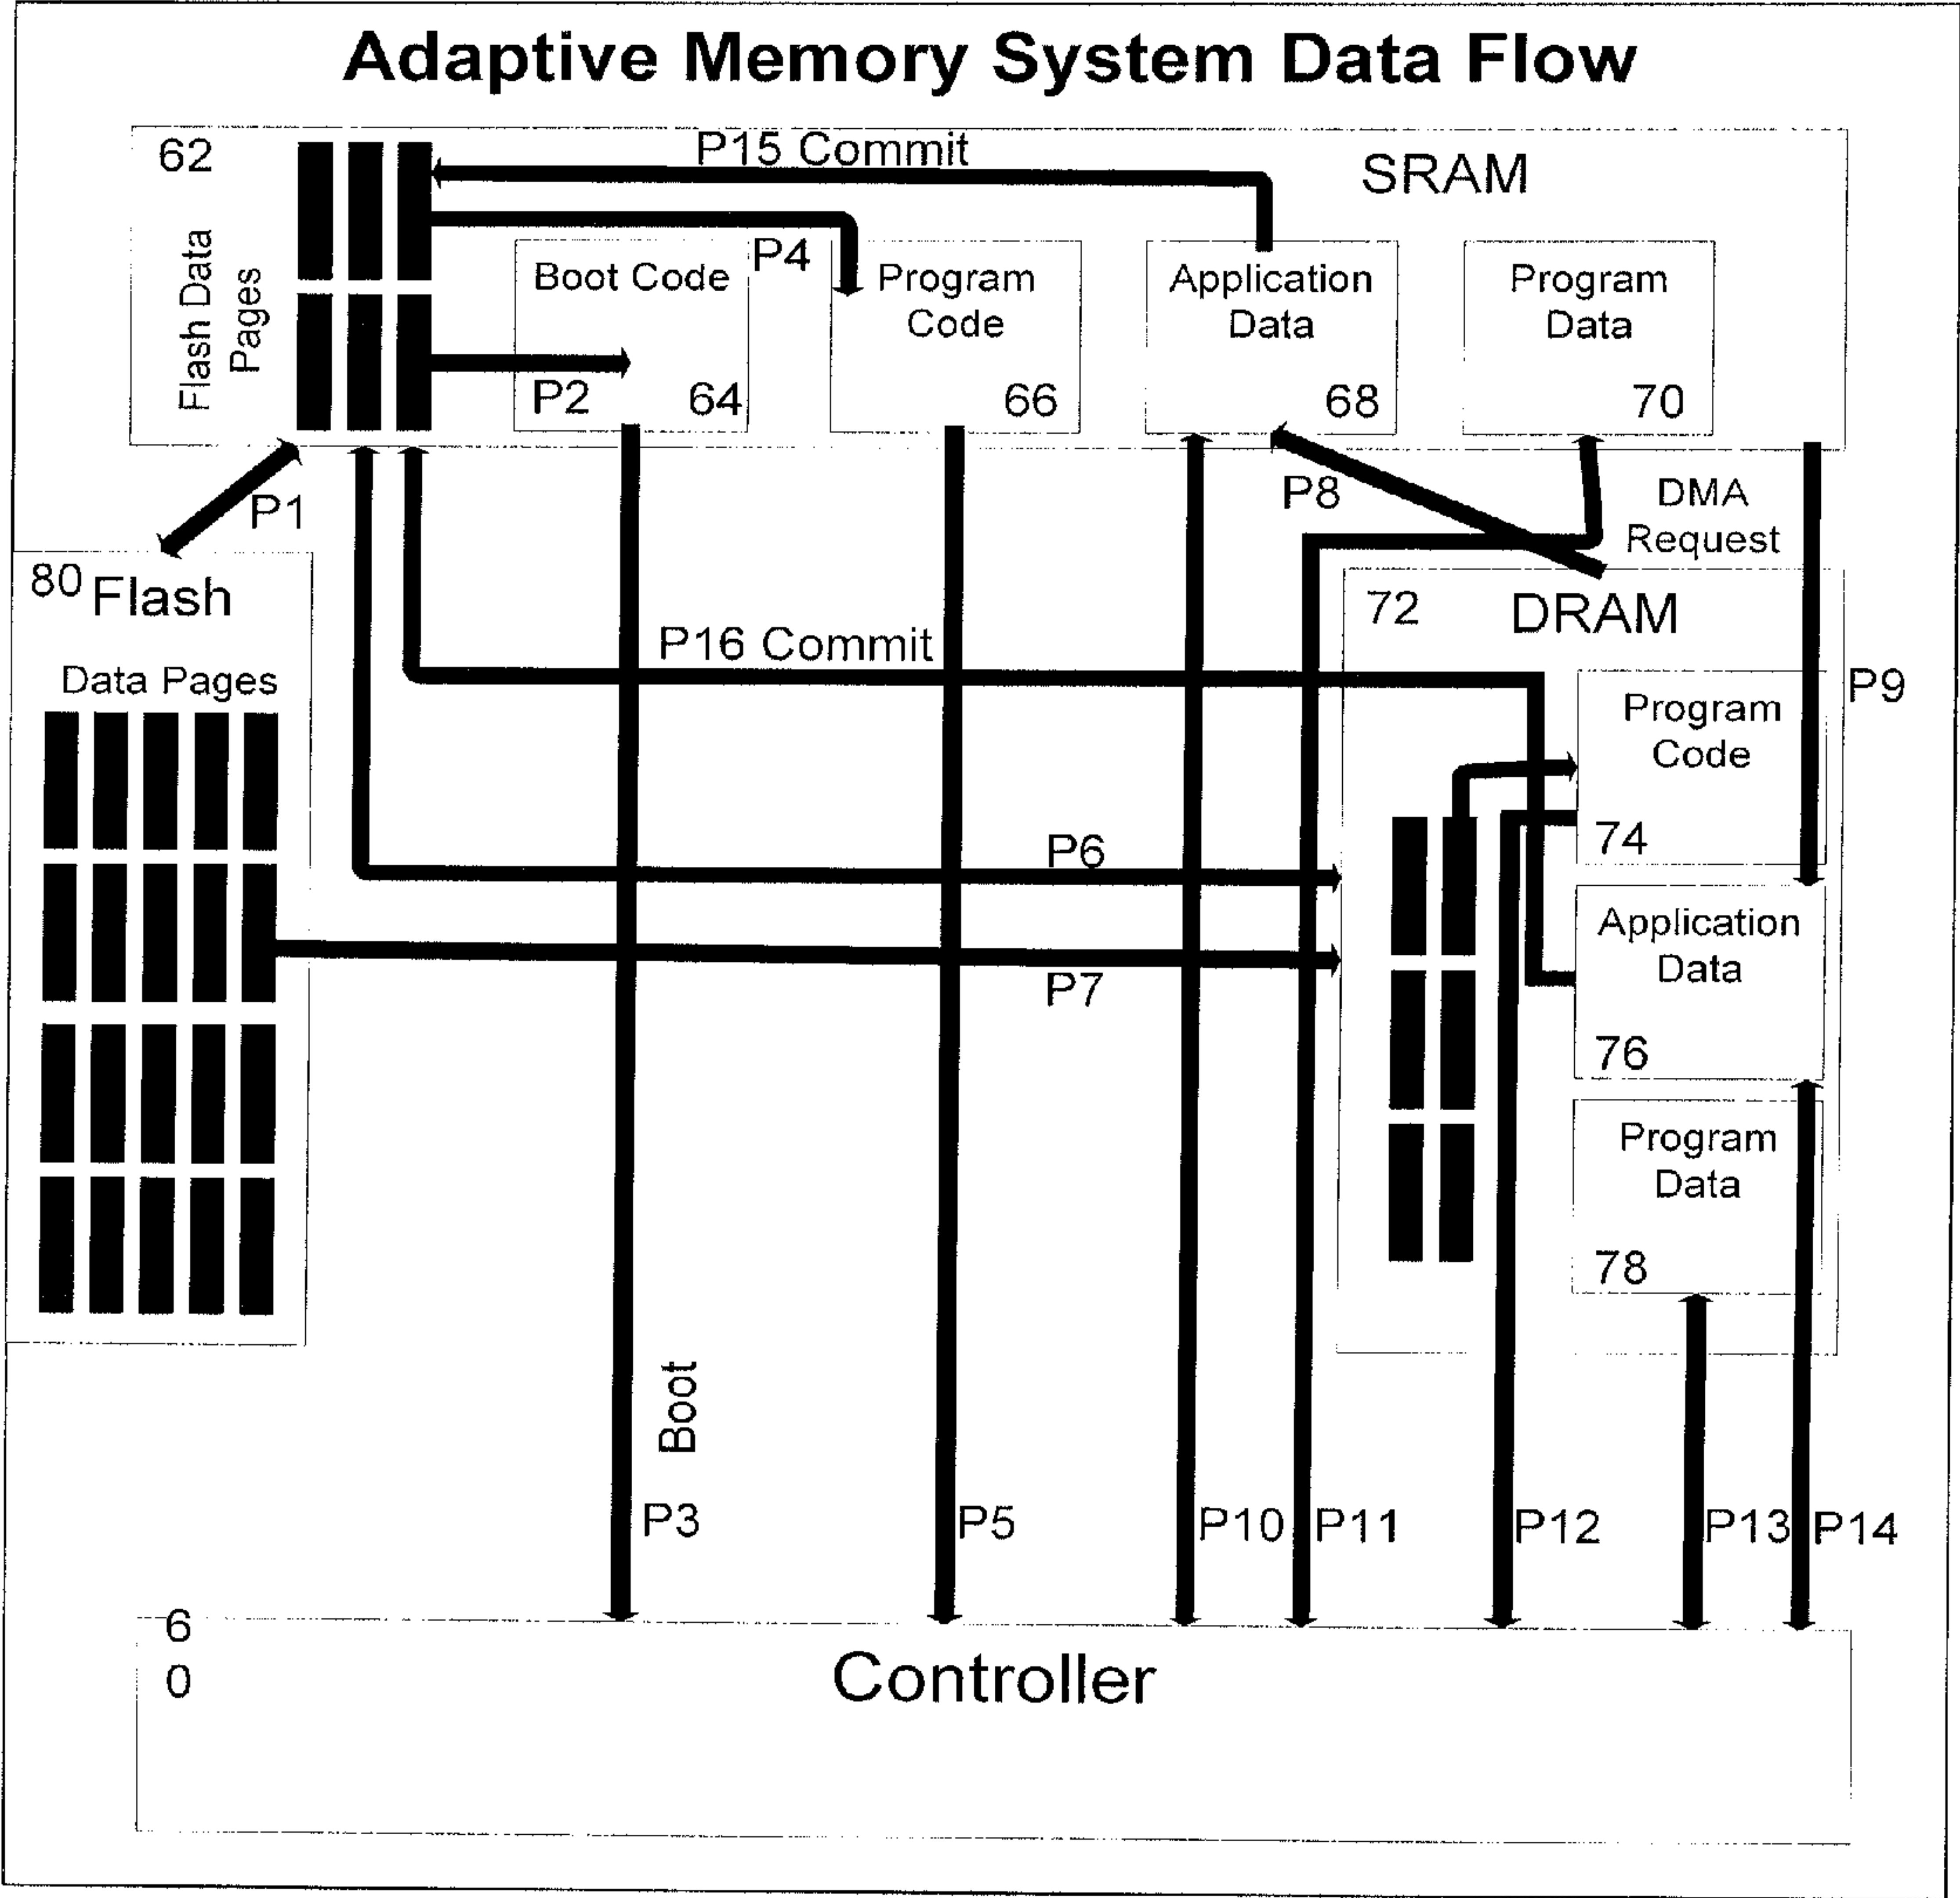 Adaptive Memory System Data Flow
62
P15 Commit
SRAM
Flash Data
Pages
P4
Boot Code
P2
64
Program
Code
66
Application
Data
68
Program
Data
70
P1
P8
DMA
Request
80
Flash
Data Pages
P16 Commit
72
DRAM
P9
Program
Code
74
P6
P7
Application
Data
76
Program
Data
78
Boot
P3
P5
P10
P11
P12
P13
P14
6
0
Controller